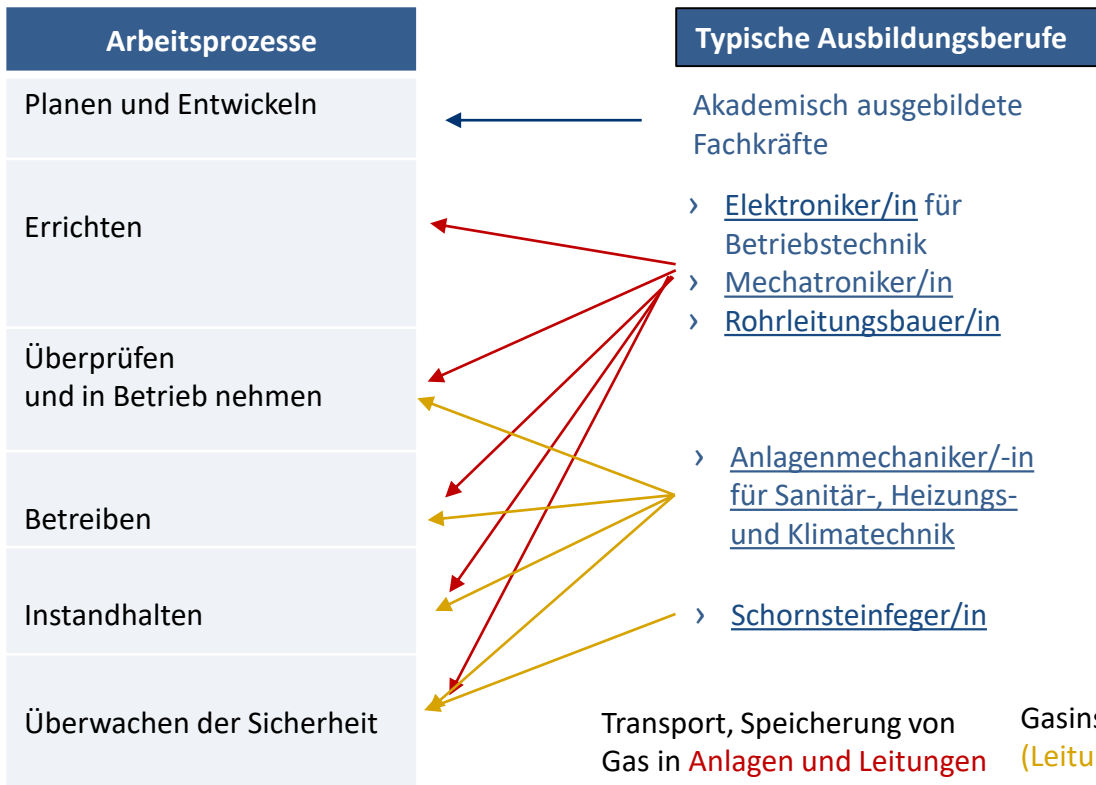 Arbeitsprozesse
Planen und Entwickeln
Errichten
Überprüfen
und in Betrieb nehmen
Betreiben
Instandhalten
Überwachen der Sicherheit
Typische Ausbildungsberufe
Akademisch ausgebildete
Fachkräfte
› Elektroniker/in für
Betriebstechnik
› Mechatroniker/in
› Rohrleitungsbauer/in
› Anlagenmechaniker/-in
für Sanitär-, Heizungs-
und Klimatechnik
› Schornsteinfeger/in
Transport, Speicherung von
Gas in Anlagen und Leitungen